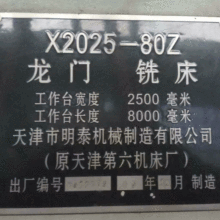 X2025-80Z
龙门 铣床
工作台宽度 2500 毫米
工作台长度 8000 毫米
天津市明泰机械制造有限公司
（原天津第六机床厂）
出厂编号 年 月 制造